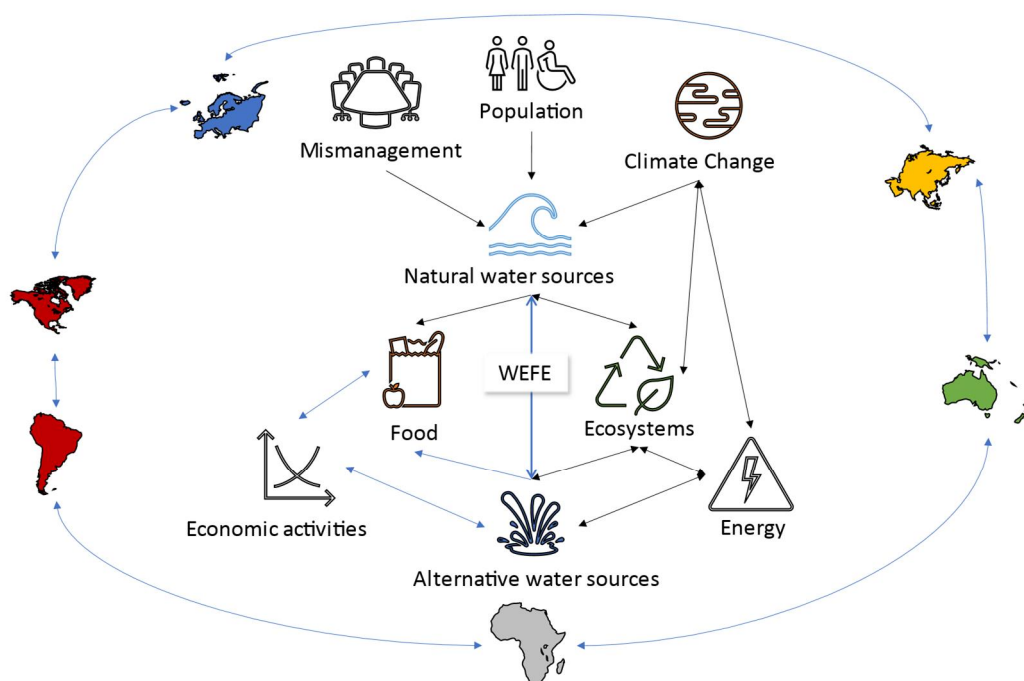 Population
Mismanagement
Climate Change
Natural water sources
WEFE
Food
Ecosystems
Economic activities
Energy
Alternative water sources